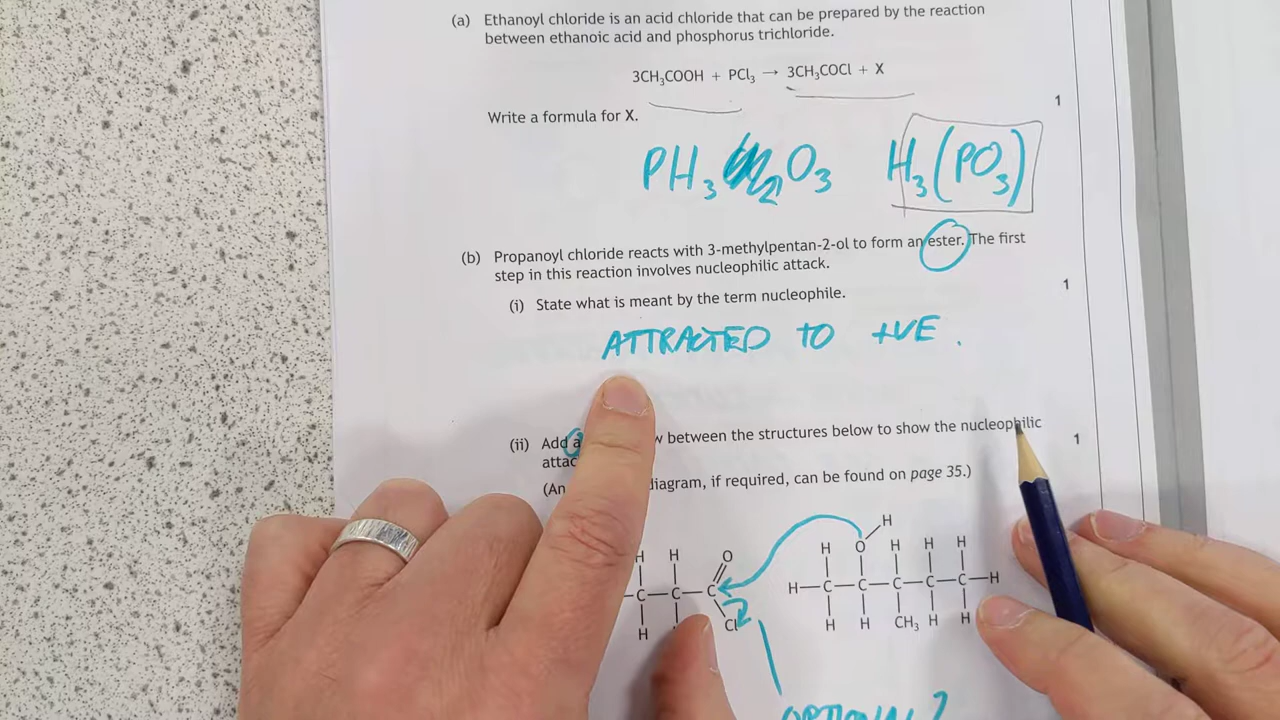 (a) Ethanoyl chloride is an acid chloride that can be prepared by the reaction
between ethanoic acid and phosphorus trichloride.
3CH₃COOH + PCl₃ → 3CH₃COCl + X
1
Write a formula for X.
PH₃ O₃ H₃(PO₃)
(b) Propanoyl chloride reacts with 3-methylpentan-2-ol to form an ester. The first
step in this reaction involves nucleophilic attack.
1
(i) State what is meant by the term nucleophile.
ATTRACTED TO +VE.
(ii) Add a between the structures below to show the nucleophilic
1
diagram, if required, can be found on page 35.)
H
H H O H O H H H
C C C H C C C C C H
H Cl H H CH₃ H H
OPTIONAL?